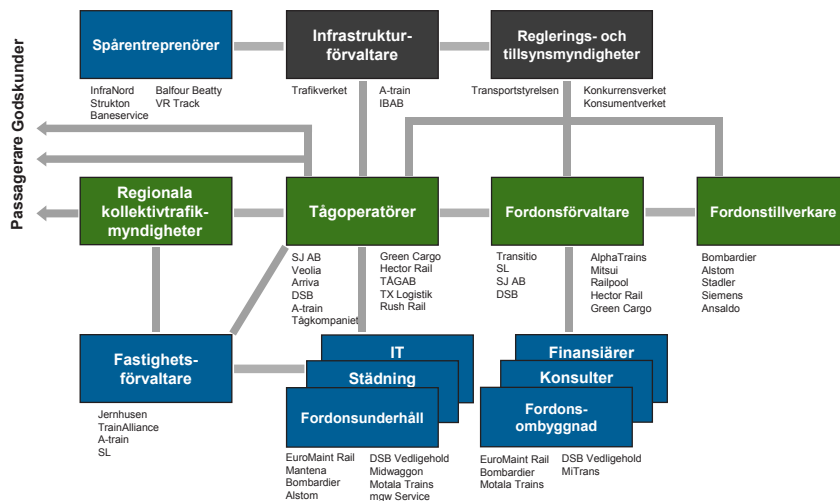 Passagerare Godskunder
Spårentreprenörer
InfraNord
Strukton
Baneservice
Balfour Beatty
VR Track
Infrastruktur-
förvaltare
Trafikverket
A-train
IBAB
Reglerings- och
tillsynsmyndigheter
Transportstyrelsen
Konkurrensverket
Konsumentverket
Regionala
kollektivtrafik-
myndigheter
Tågoperatörer
SJ AB
Veolia
Arriva
DSB
A-train
Tågkompaniet
Green Cargo
Hector Rail
TÅGAB
TX Logistik
Rush Rail
Fordonsförvaltare
Transitio
SL
SJ AB
DSB
AlphaTrains
Mitsui
Railpool
Hector Rail
Green Cargo
Fordonstillverkare
Bombardier
Alstom
Stadler
Siemens
Ansaldo
Fastighets-
förvaltare
Jernhusen
TrainAlliance
A-train
SL
IT
Städning
Fordonsunderhåll
EuroMaint Rail
Mantena
Bombardier
Alstom
DSB Vedligehold
Midwaggon
Motala Trains
mgw Service
Finansiärer
Konsulter
Fordons-
ombyggnad
EuroMaint Rail
Bombardier
Motala Trains
DSB Vedligehold
MiTrans